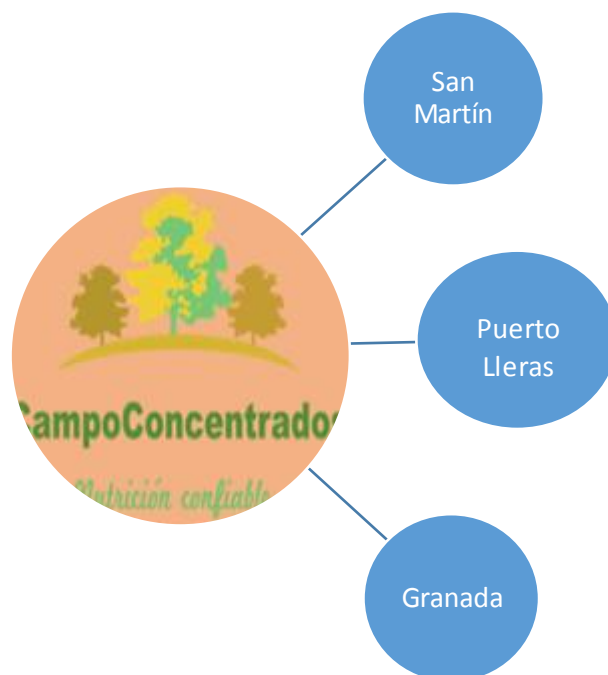 San
Martín
CampoConcentrados
Nutrición confiable
Puerto
Lleras
Granada